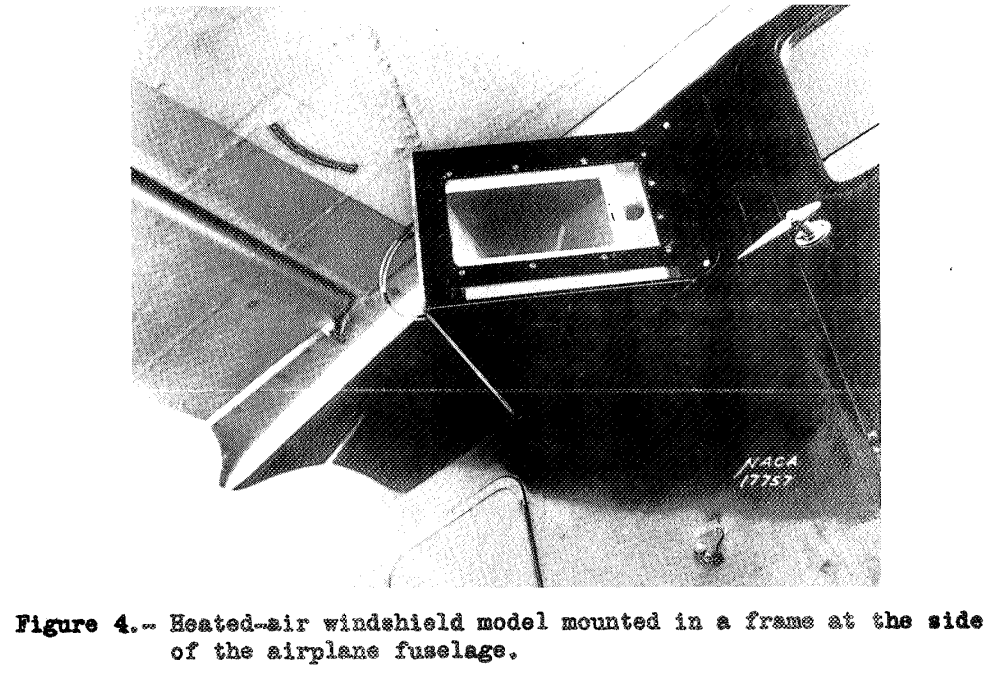 NACA
17757
Figure 4.- Heated-air windshield model mounted in a frame at the side
of the airplane fuselage.